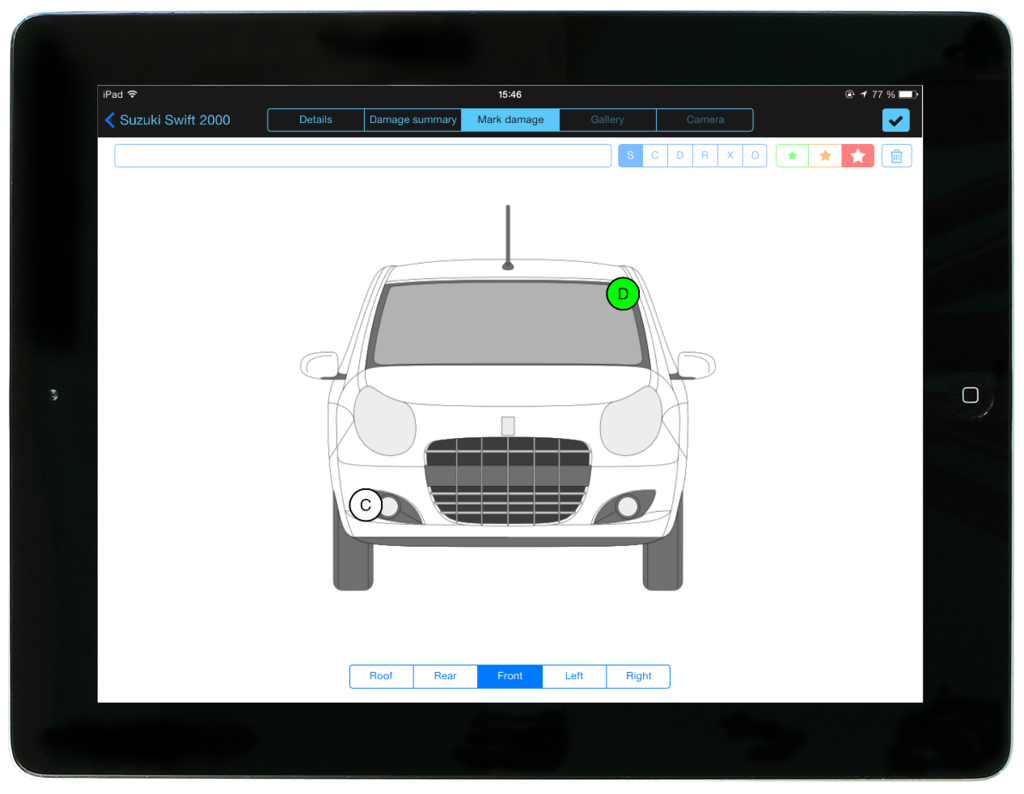 iPad 15:46 77 %
Suzuki Swift 2000 Details Damage summary Mark damage Gallery Camera
S C D R X O
D
C
Roof Rear Front Left Right